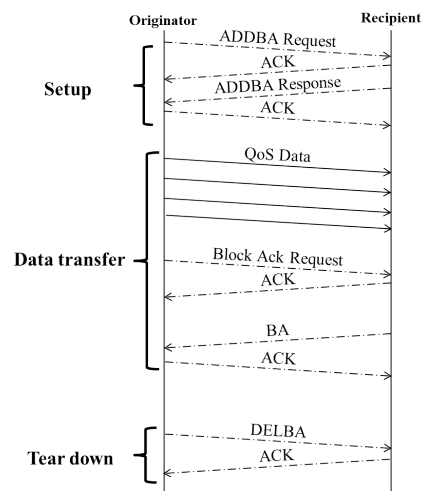 Originator
Recipient
Setup
ADDBA Request
ACK
ADDBA Response
ACK
Data transfer
QoS Data
Block Ack Request
ACK
BA
ACK
Tear down
DELBA
ACK